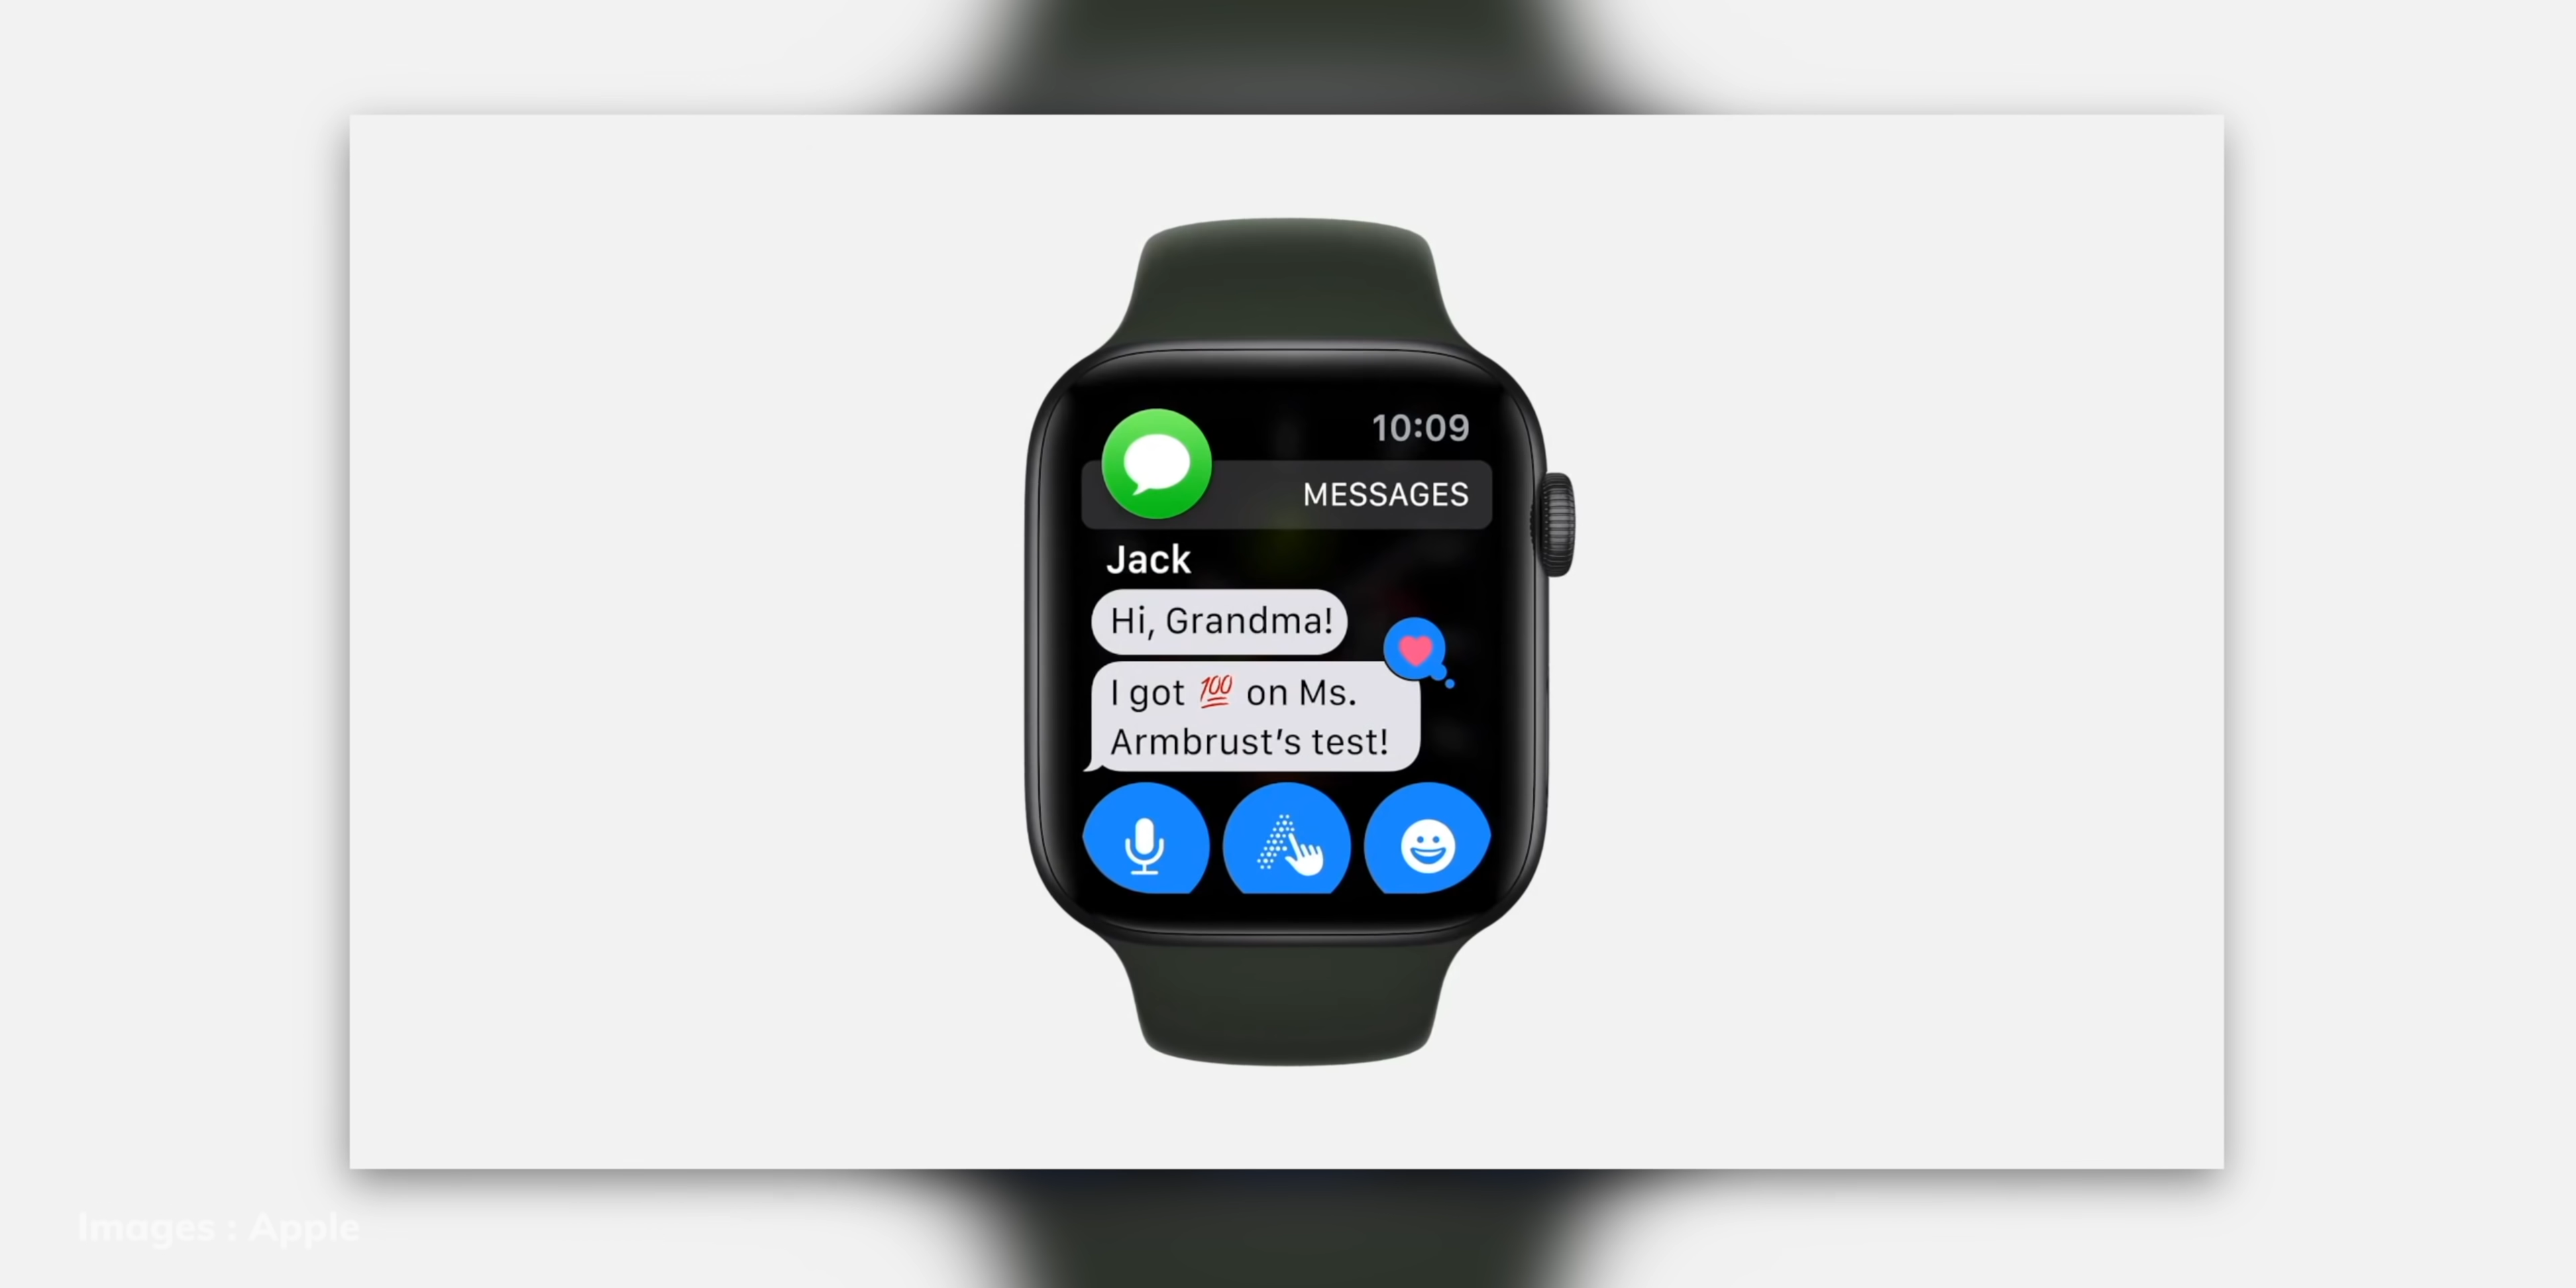 10:09
MESSAGES
Jack
Hi, Grandma!
I got 💯 on Ms.
Armbrust’s test!
Images : Apple